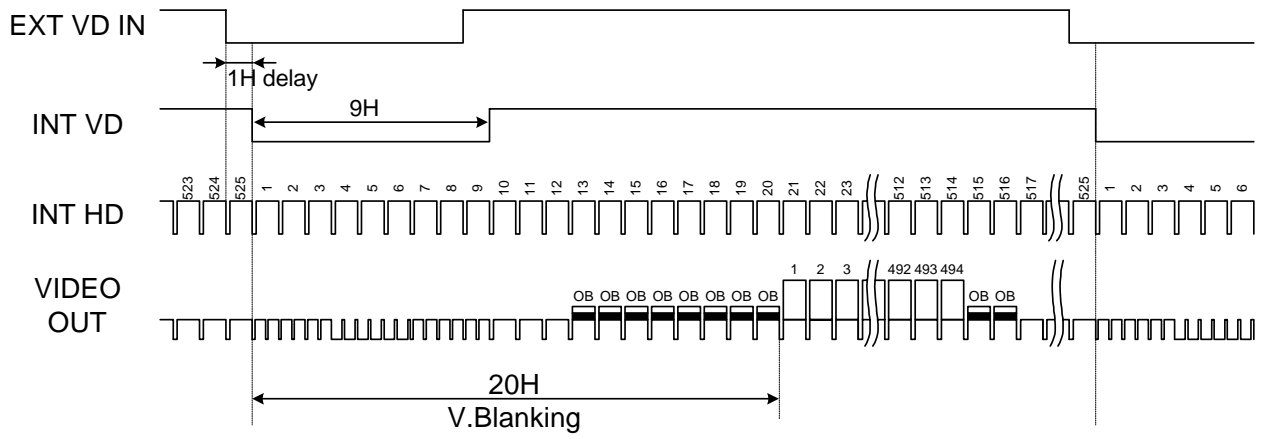 EXT VD IN
1H delay
9H
INT VD
523 524 525 1 2 3 4 5 6 7 8 9 10 11 12 13 14 15 16 17 18 19 20 21 22 23 512 513 514 515 516 517 525 1 2 3 4 5 6
INT HD
1 2 3 492 493 494
VIDEO
OB OB OB OB OB OB OB OB OB OB
OUT
20H
V.Blanking